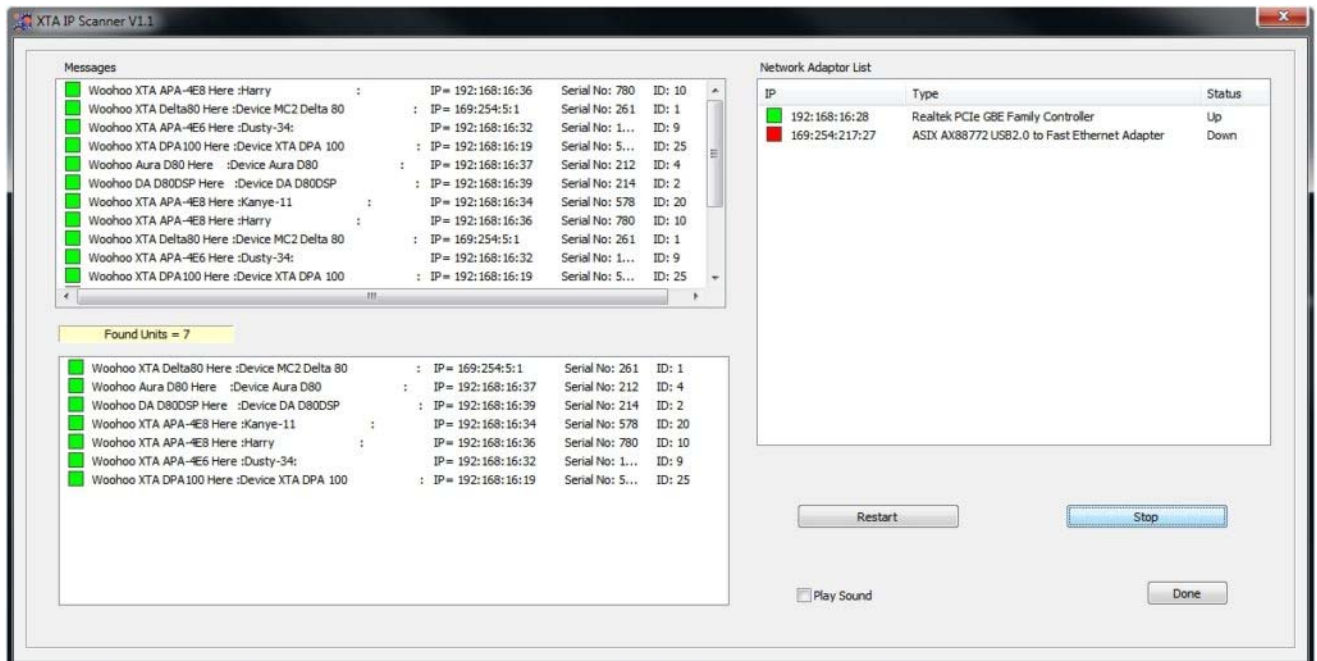 XTA IP Scanner V1.1
Messages
Woohoo XTA APA-4E8 Here :Harry : IP= 192:168:16:36 Serial No: 780 ID: 10
Woohoo XTA Delta80 Here :Device MC2 Delta 80 : IP= 169:254:5:1 Serial No: 261 ID: 1
Woohoo XTA APA-4E6 Here :Dusty-34: IP= 192:168:16:32 Serial No: 1... ID: 9
Woohoo XTA DPA100 Here :Device XTA DPA 100 : IP= 192:168:16:19 Serial No: 5... ID: 25
Woohoo Aura D80 Here :Device Aura D80 : IP= 192:168:16:37 Serial No: 212 ID: 4
Woohoo DA D80DSP Here :Device DA D80DSP : IP= 192:168:16:39 Serial No: 214 ID: 2
Woohoo XTA APA-4E8 Here :Kanye-11 : IP= 192:168:16:34 Serial No: 578 ID: 20
Woohoo XTA APA-4E8 Here :Harry : IP= 192:168:16:36 Serial No: 780 ID: 10
Woohoo XTA Delta80 Here :Device MC2 Delta 80 : IP= 169:254:5:1 Serial No: 261 ID: 1
Woohoo XTA APA-4E6 Here :Dusty-34: IP= 192:168:16:32 Serial No: 1... ID: 9
Woohoo XTA DPA100 Here :Device XTA DPA 100 : IP= 192:168:16:19 Serial No: 5... ID: 25
Found Units = 7
Woohoo XTA Delta80 Here :Device MC2 Delta 80 : IP= 169:254:5:1 Serial No: 261 ID: 1
Woohoo Aura D80 Here :Device Aura D80 : IP= 192:168:16:37 Serial No: 212 ID: 4
Woohoo DA D80DSP Here :Device DA D80DSP : IP= 192:168:16:39 Serial No: 214 ID: 2
Woohoo XTA APA-4E8 Here :Kanye-11 : IP= 192:168:16:34 Serial No: 578 ID: 20
Woohoo XTA APA-4E8 Here :Harry : IP= 192:168:16:36 Serial No: 780 ID: 10
Woohoo XTA APA-4E6 Here :Dusty-34: IP= 192:168:16:32 Serial No: 1... ID: 9
Woohoo XTA DPA100 Here :Device XTA DPA 100 : IP= 192:168:16:19 Serial No: 5... ID: 25
Network Adaptor List
IP Type Status
192:168:16:28 Realtek PCIe GBE Family Controller Up
169:254:217:27 ASIX AX88772 USB2.0 to Fast Ethernet Adapter Down
Restart Stop
Play Sound Done